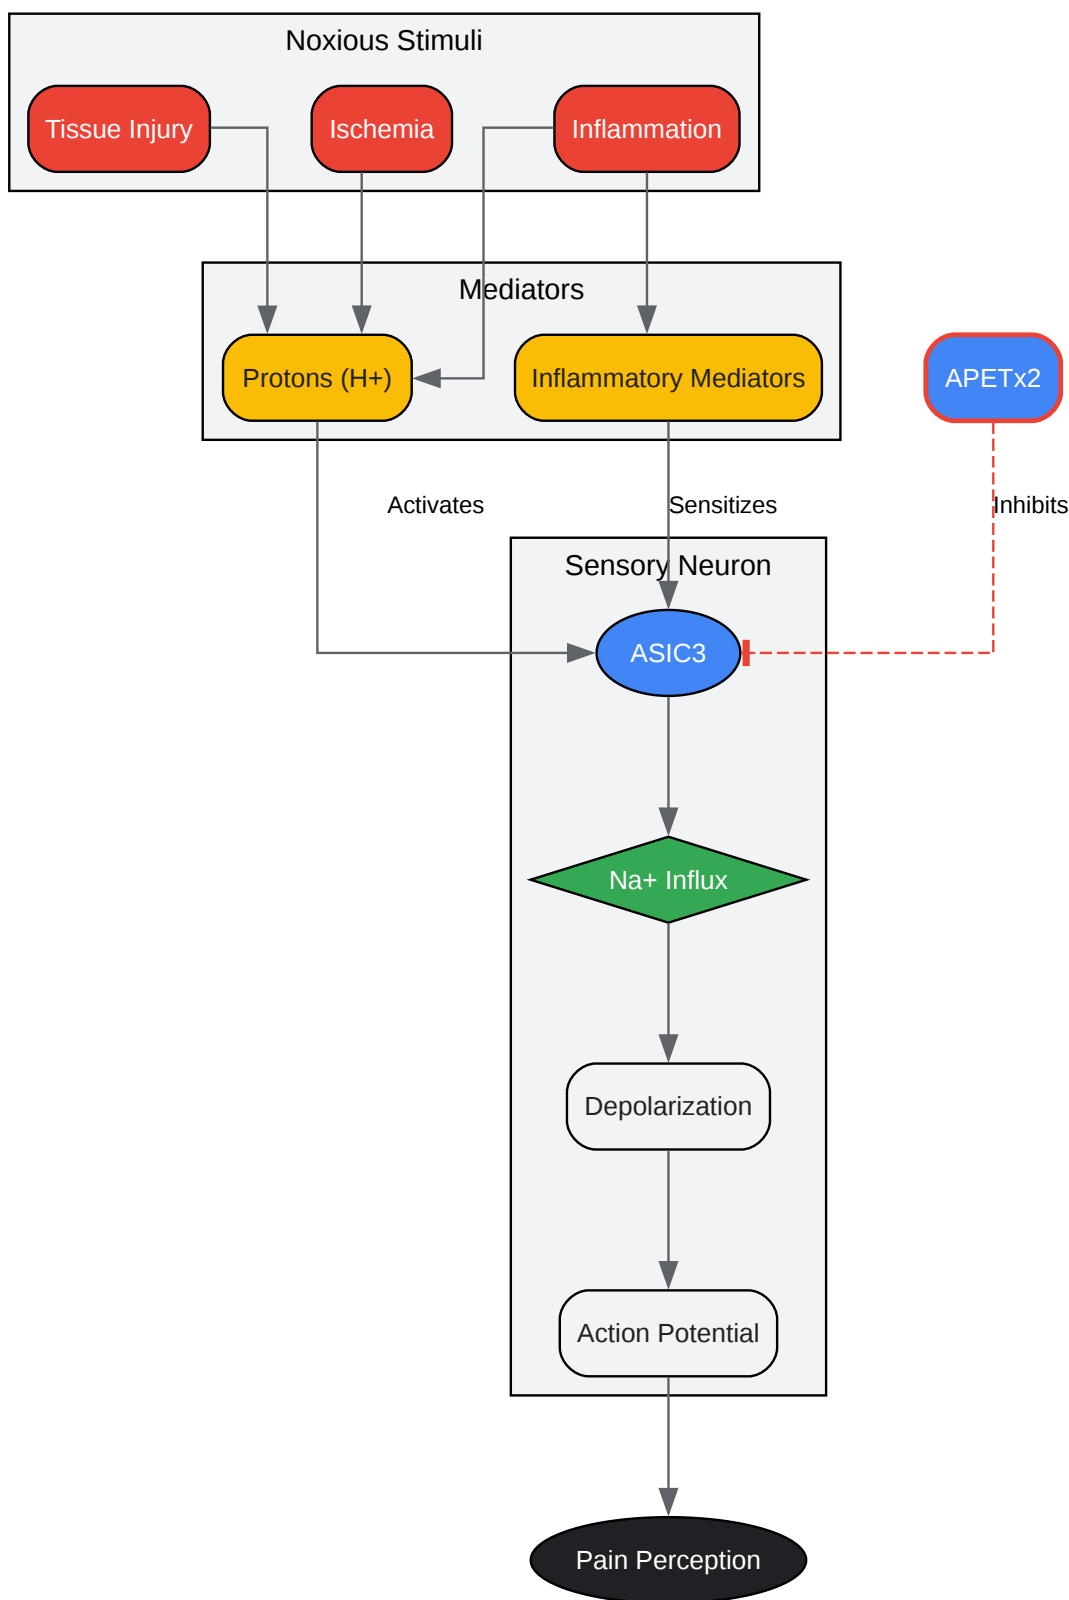 Noxious Stimuli
Tissue Injury
Ischemia
Inflammation
Mediators
Protons (H+)
Inflammatory Mediators
APETx2
Activates
Sensitizes
Inhibits
Sensory Neuron
ASIC3
Na+ Influx
Depolarization
Action Potential
Pain Perception